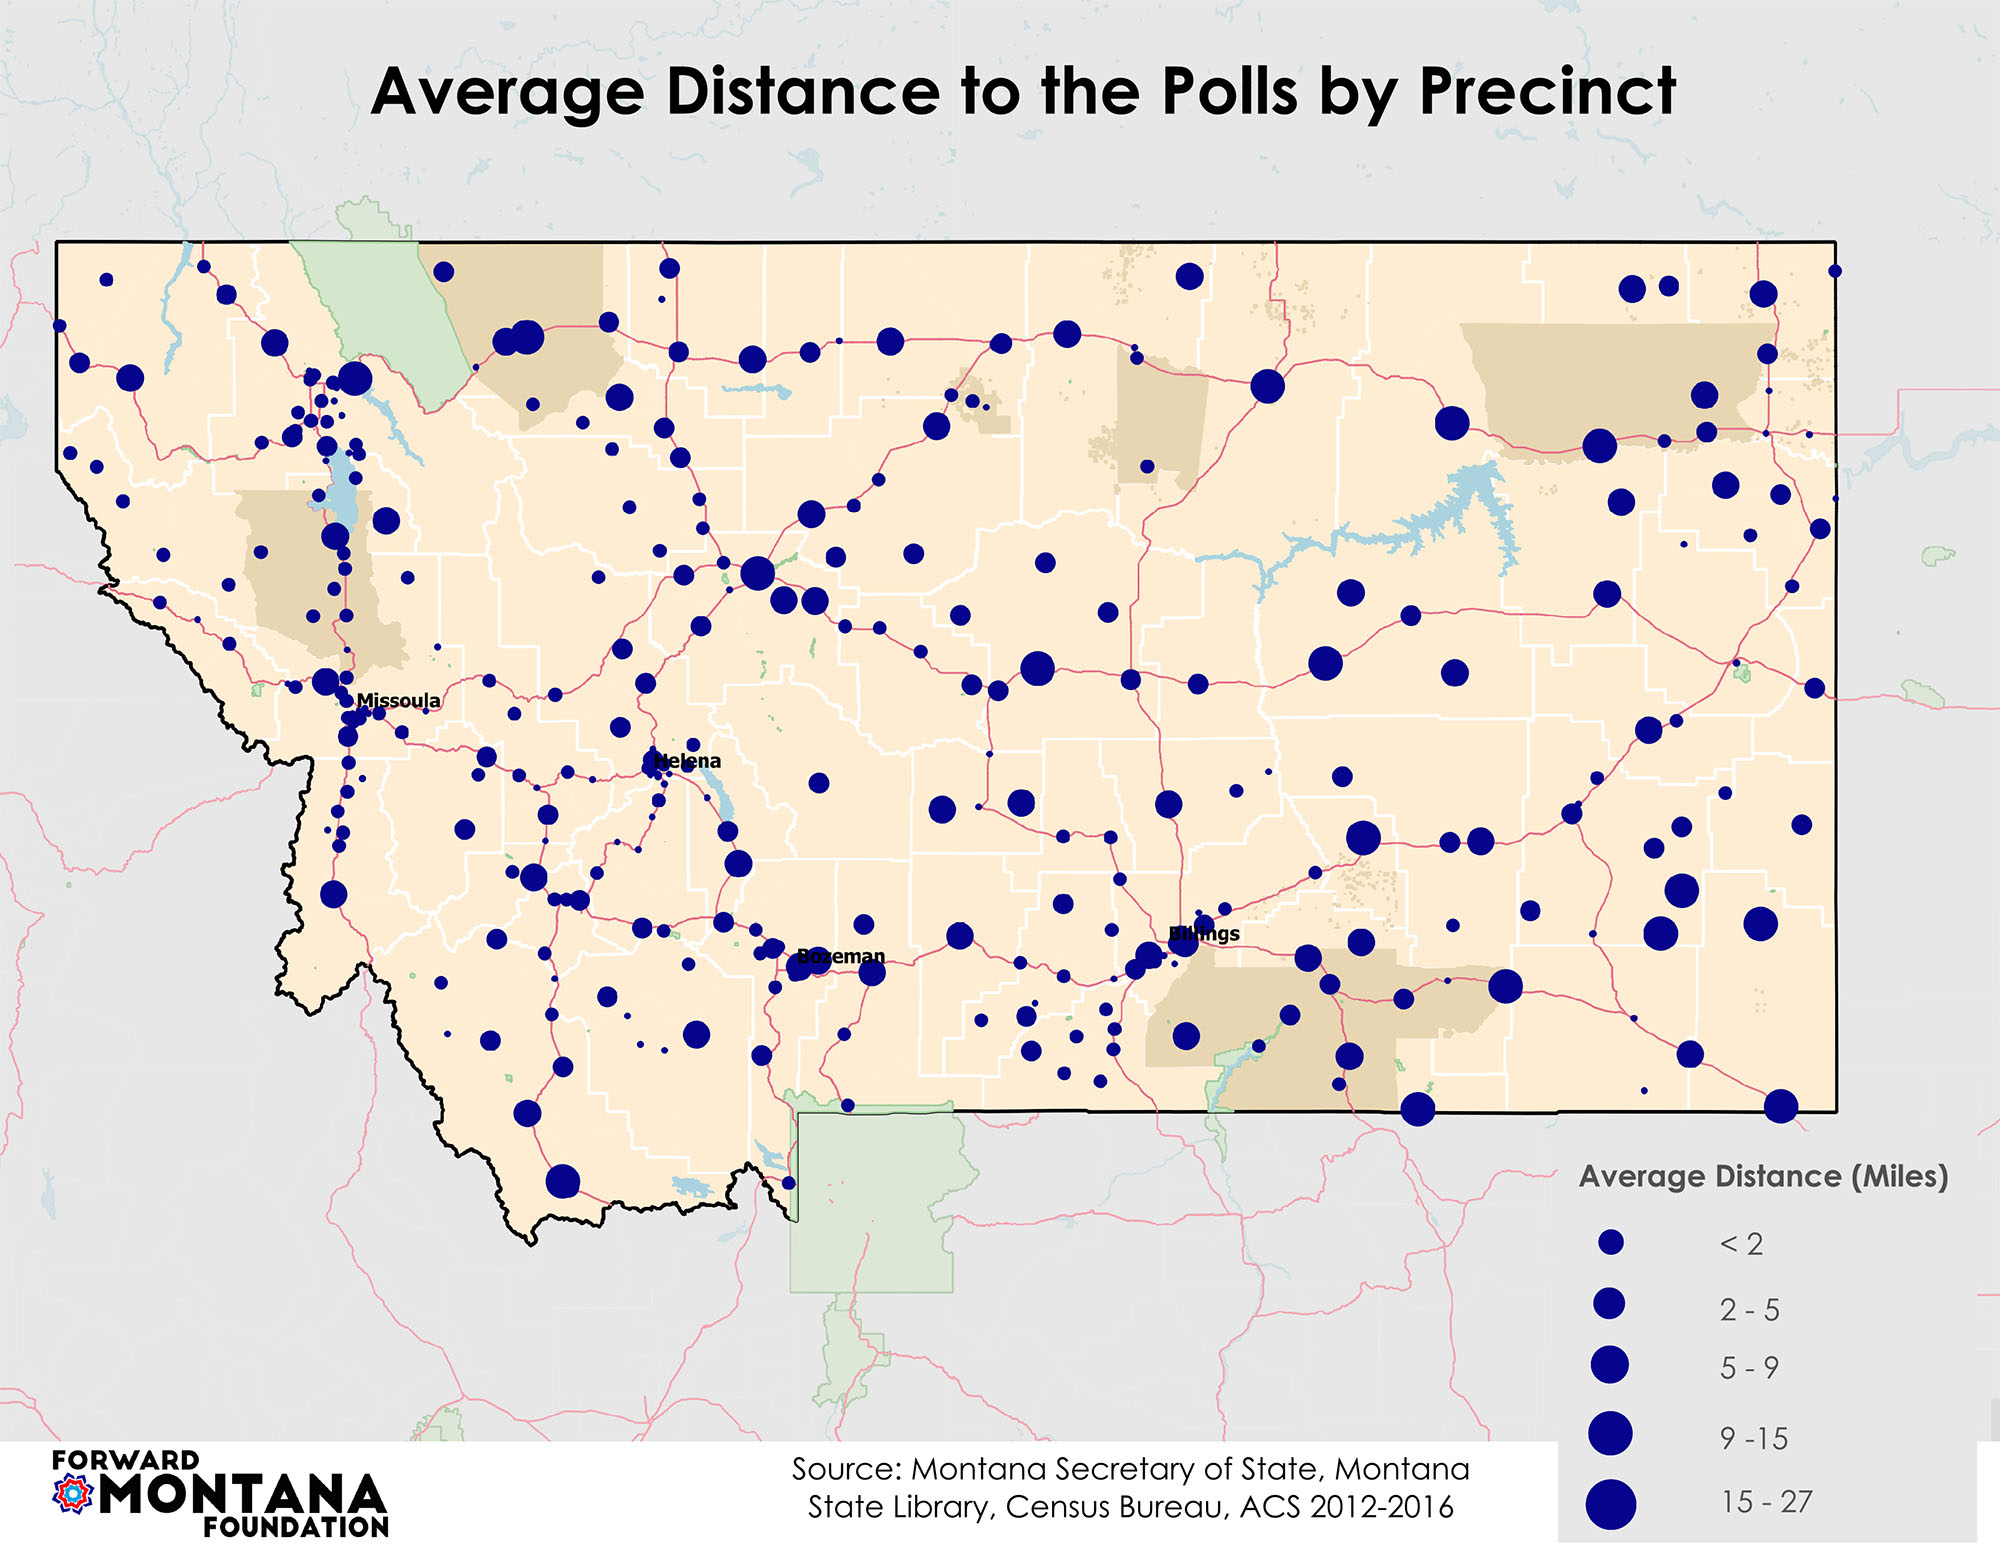 Average Distance to the Polls by Precinct
Missoula
Helena
Billings
Bozeman
Average Distance (Miles)
< 2
2 - 5
5 - 9
9 -15
15 - 27
FORWARD
MONTANA
FOUNDATION
Source: Montana Secretary of State, Montana
State Library, Census Bureau, ACS 2012-2016